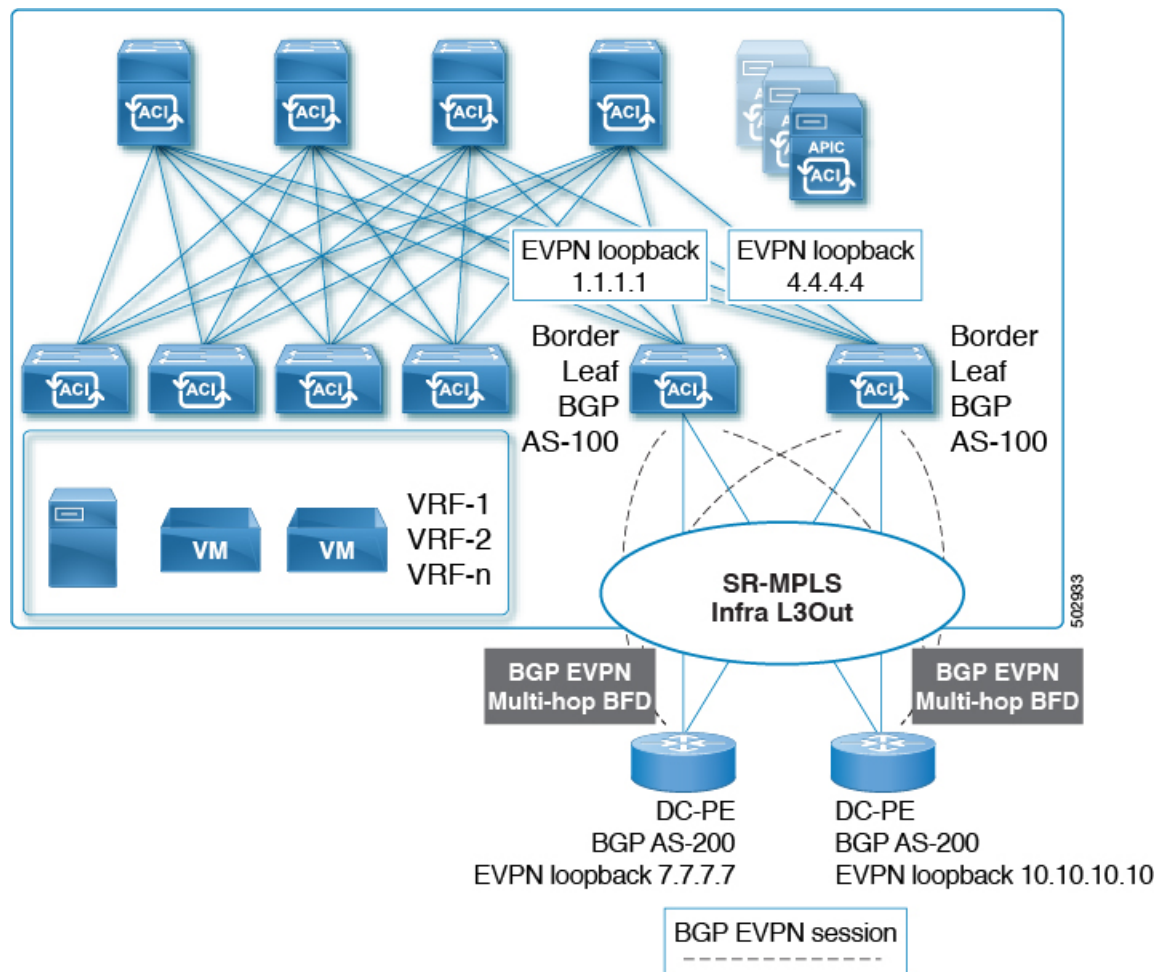 ACI
ACI
ACI
ACI
APIC
ACI
EVPN loopback
1.1.1.1
EVPN loopback
4.4.4.4
ACI
ACI
ACI
ACI
Border
Leaf
BGP
AS-100
ACI
ACI
Border
Leaf
BGP
AS-100
VM
VM
VRF-1
VRF-2
VRF-n
SR-MPLS
Infra L3Out
502933
BGP EVPN
Multi-hop BFD
BGP EVPN
Multi-hop BFD
DC-PE
BGP AS-200
EVPN loopback 7.7.7.7
DC-PE
BGP AS-200
EVPN loopback 10.10.10.10
BGP EVPN session